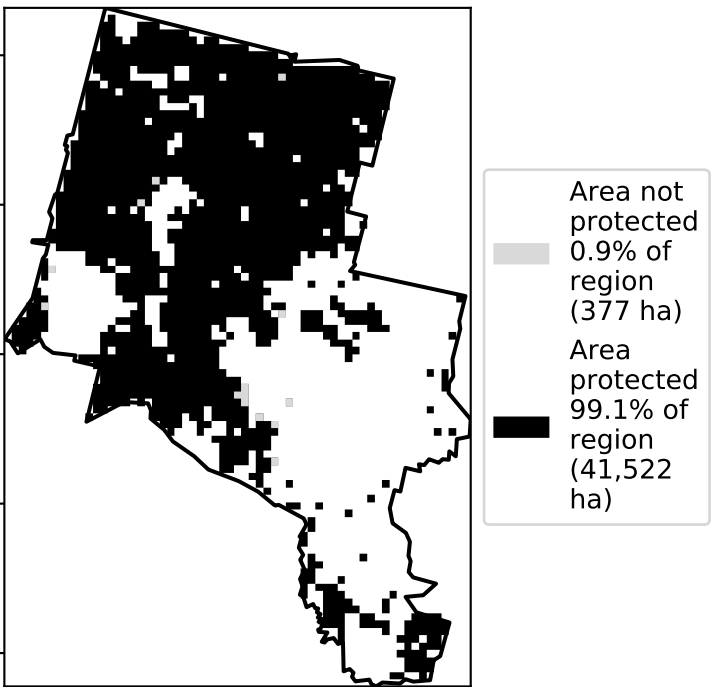 Area not
protected
0.9% of
region
(377 ha)
Area
protected
99.1% of
region
(41,522
ha)